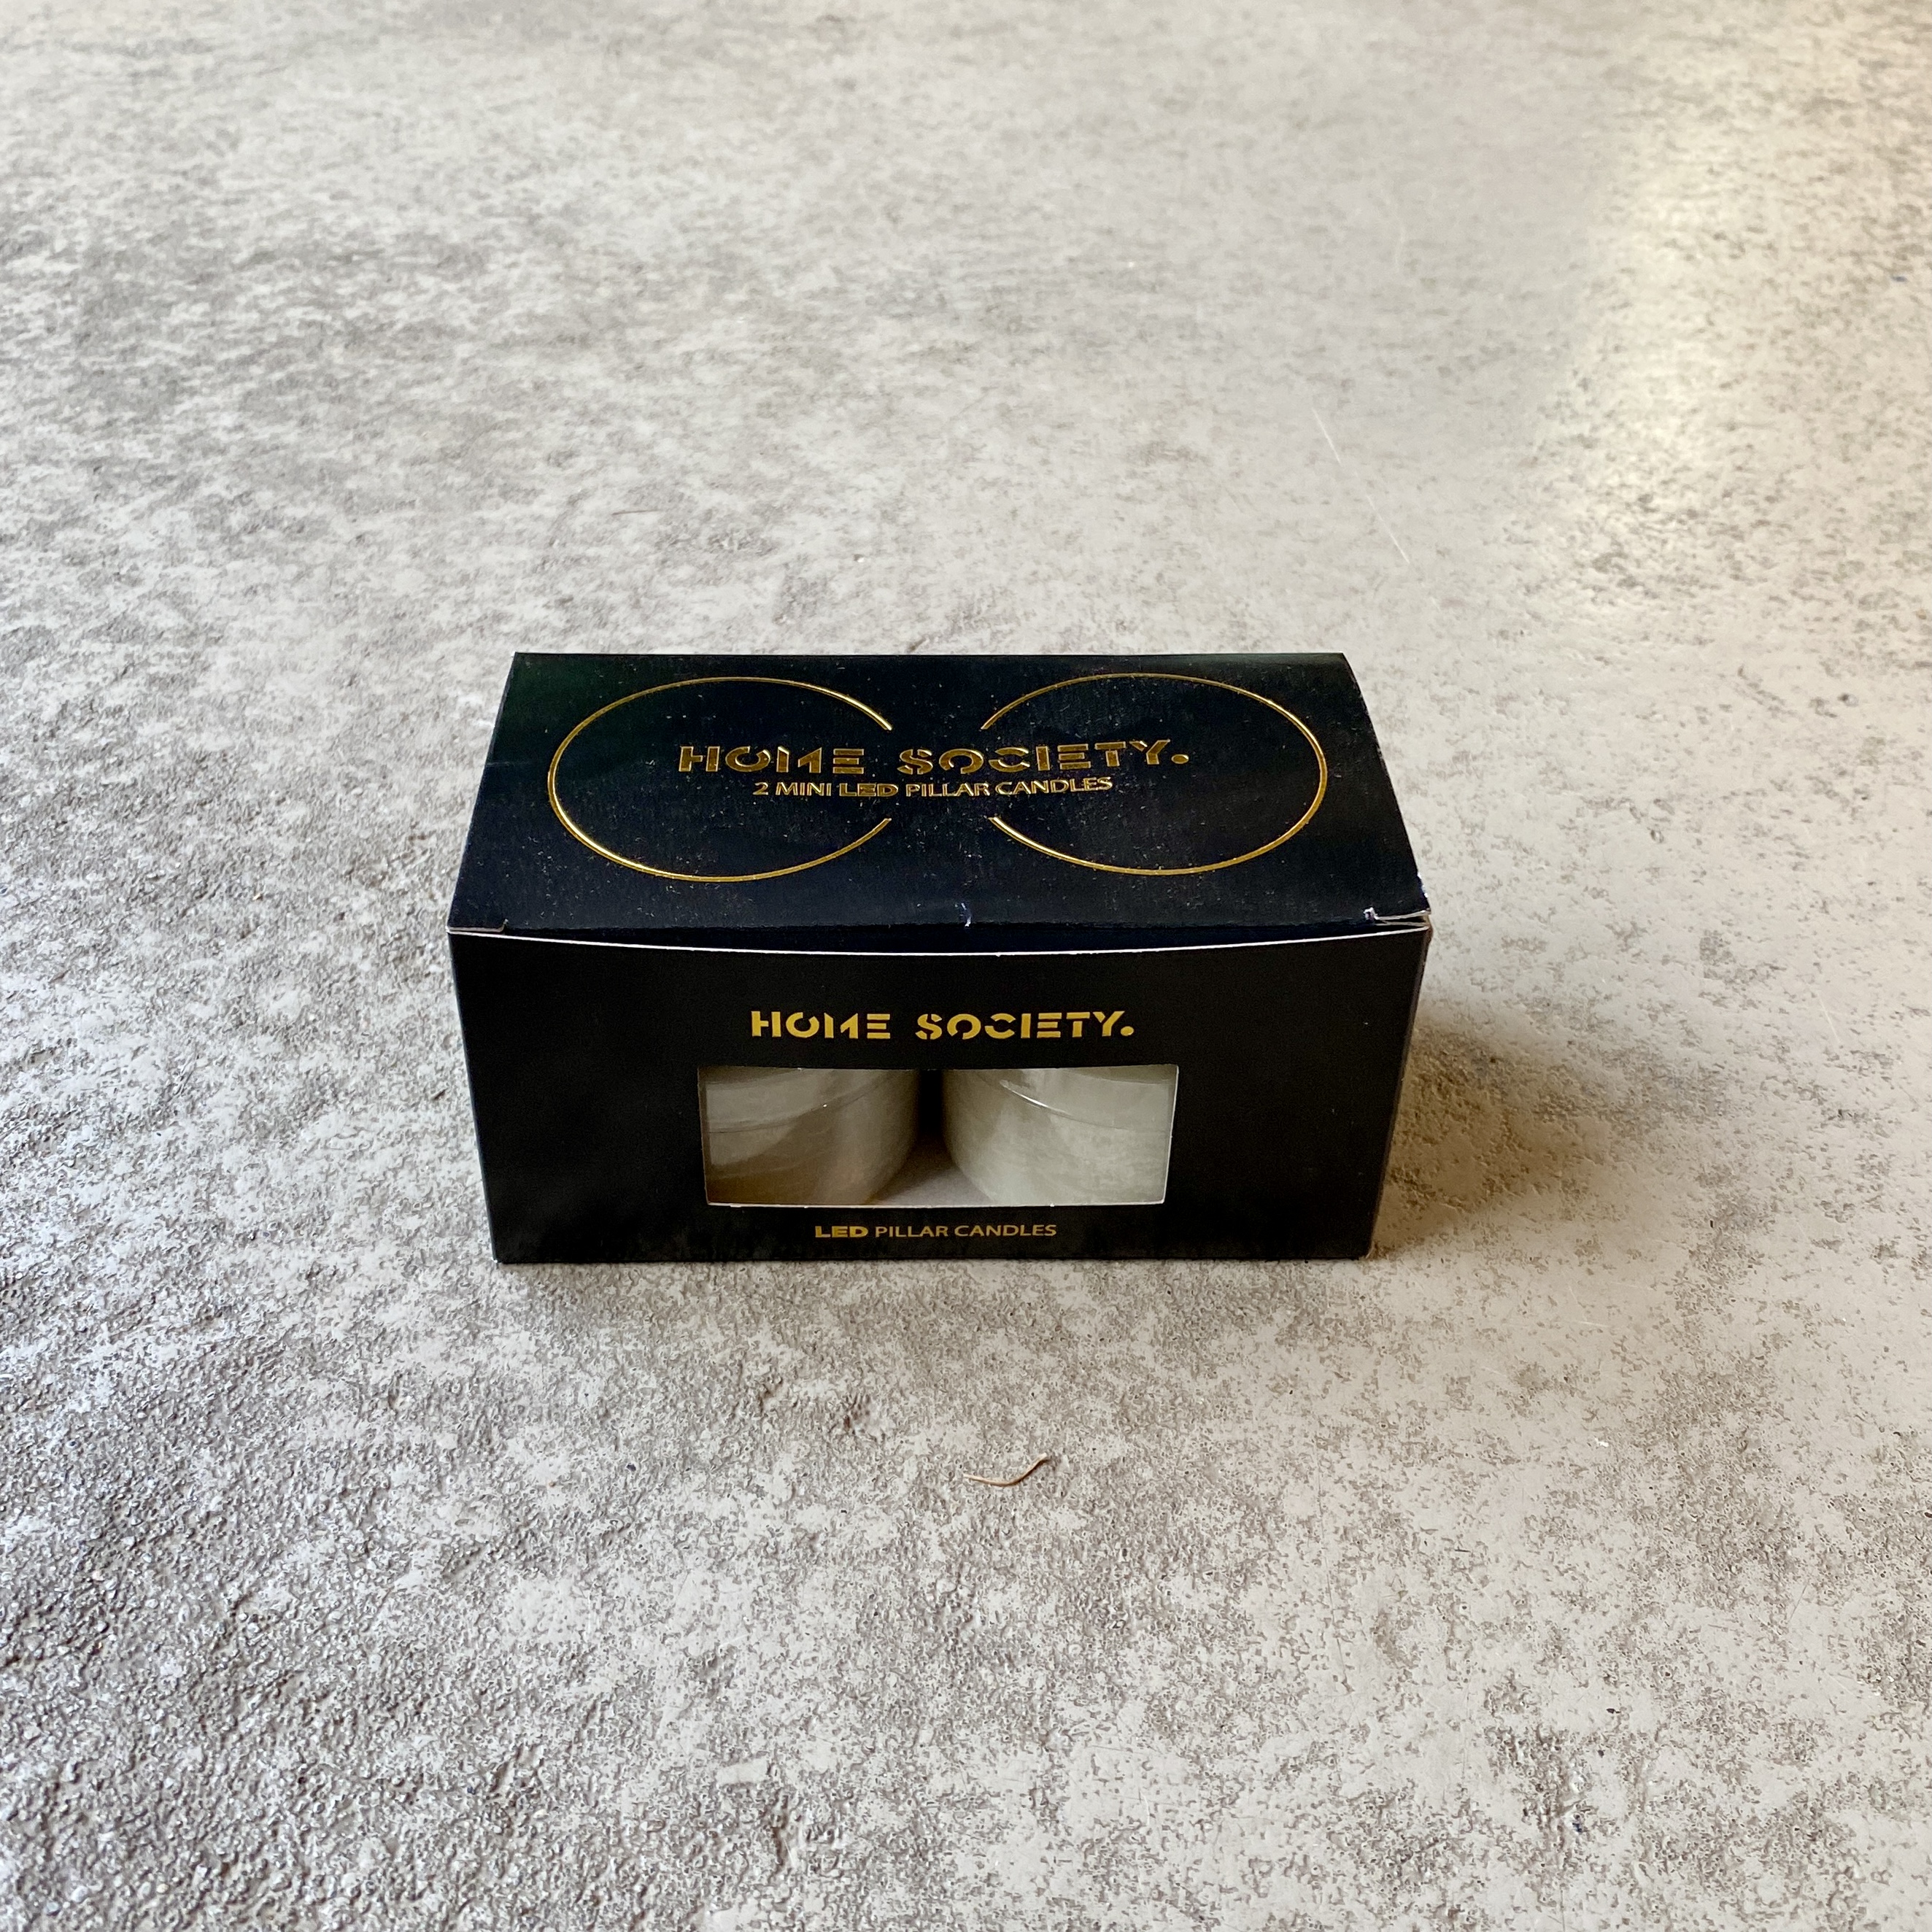 HOME SOCIETY.
2 MINI LED PILLAR CANDLES
HOME SOCIETY.
LED PILLAR CANDLES